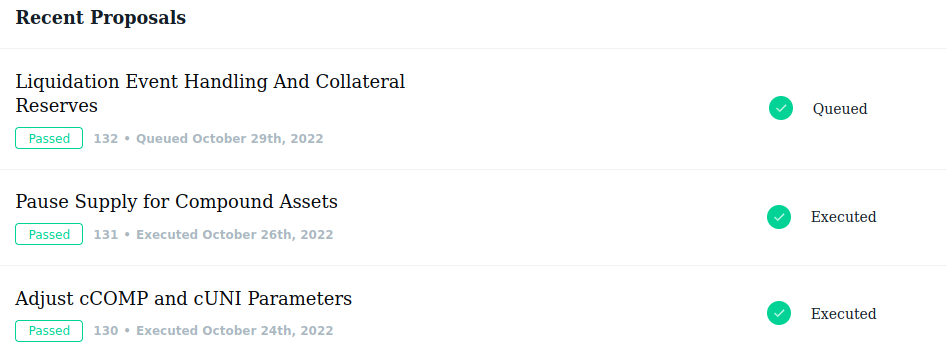 Recent Proposals
Liquidation Event Handling And Collateral
Reserves
Passed 132 • Queued October 29th, 2022
Queued
Pause Supply for Compound Assets
Passed 131 • Executed October 26th, 2022
Executed
Adjust cCOMP and cUNI Parameters
Passed 130 • Executed October 24th, 2022
Executed